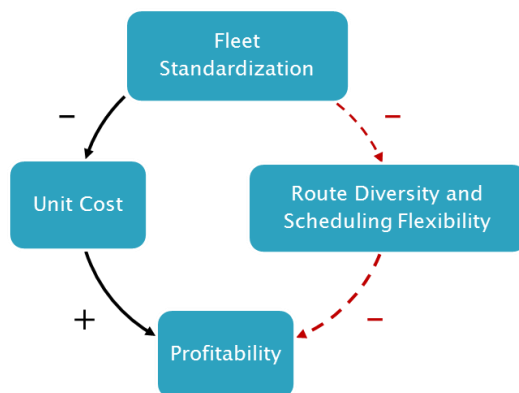 Fleet
Standardization
−
−
Unit Cost
Route Diversity and
Scheduling Flexibility
+
−
Profitability